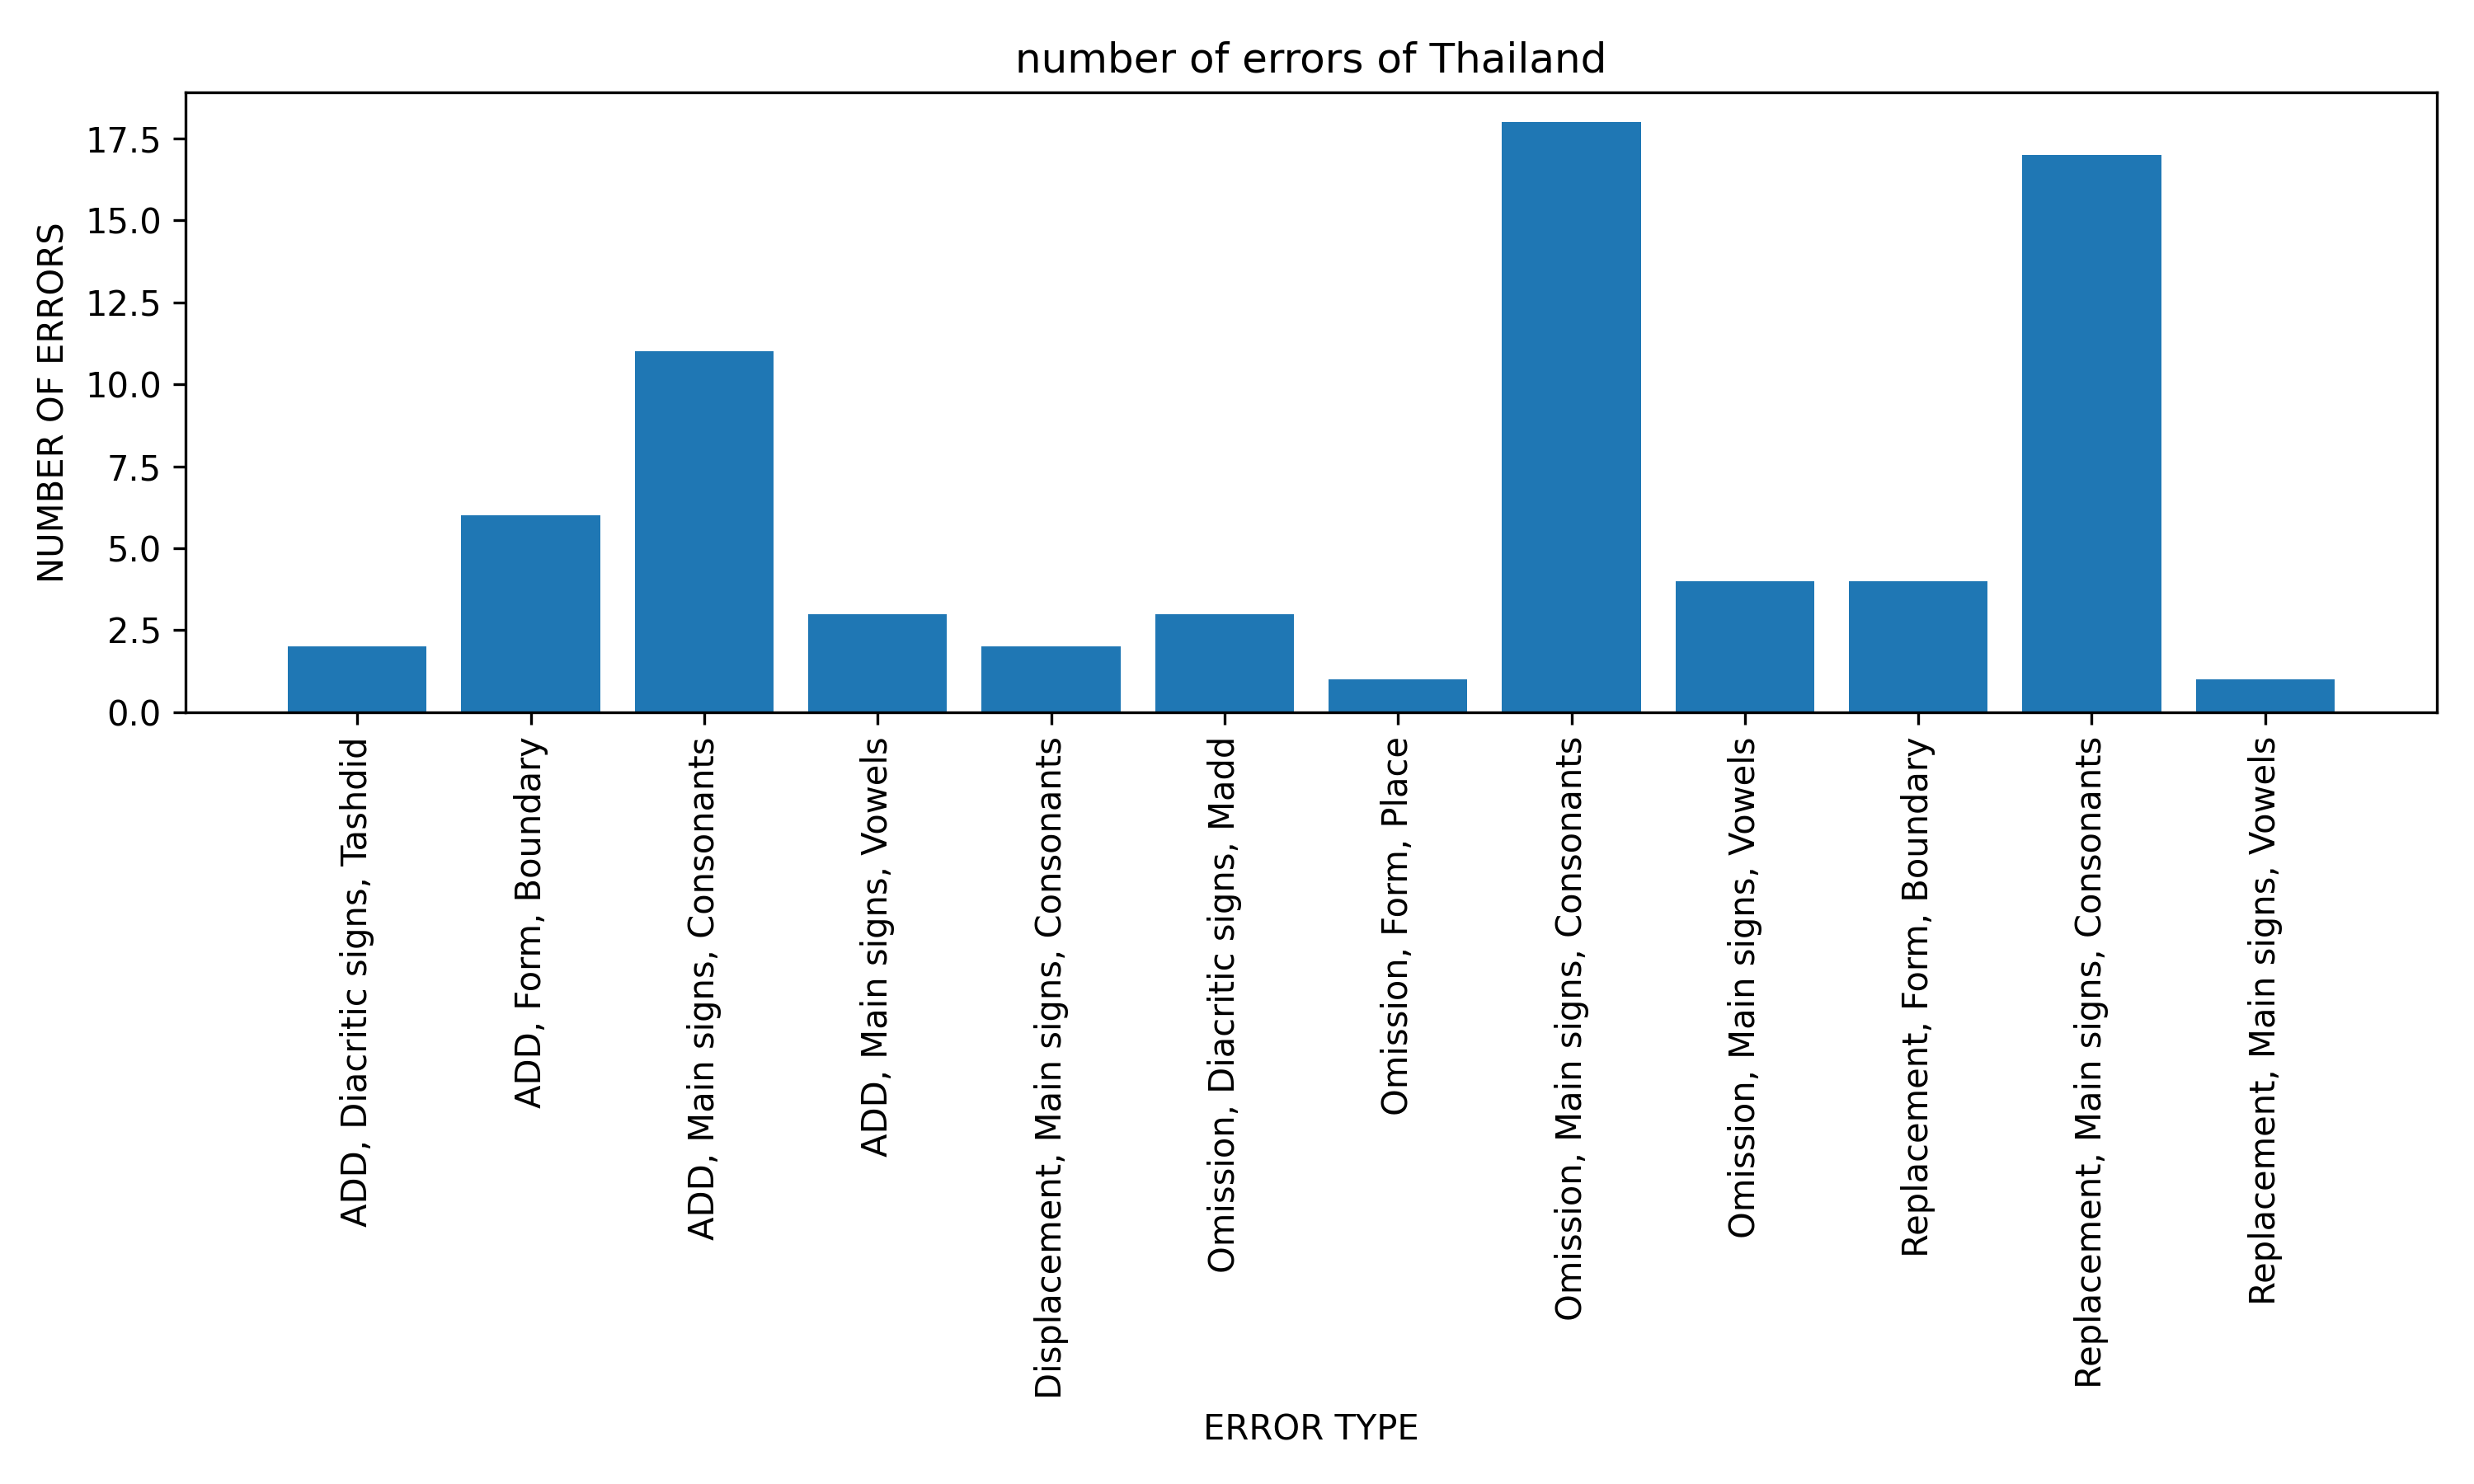 number of errors of Thailand
NUMBER OF ERRORS
17.5
15.0
12.5
10.0
7.5
5.0
2.5
0.0
ADD, Diacritic signs, Tashdid
ADD, Form, Boundary
ADD, Main signs, Consonants
ADD, Main signs, Vowels
Displacement, Main signs, Consonants
Omission, Diacritic signs, Madd
Omission, Form, Place
Omission, Main signs, Consonants
Omission, Main signs, Vowels
Replacement, Form, Boundary
Replacement, Main signs, Consonants
Replacement, Main signs, Vowels
ERROR TYPE